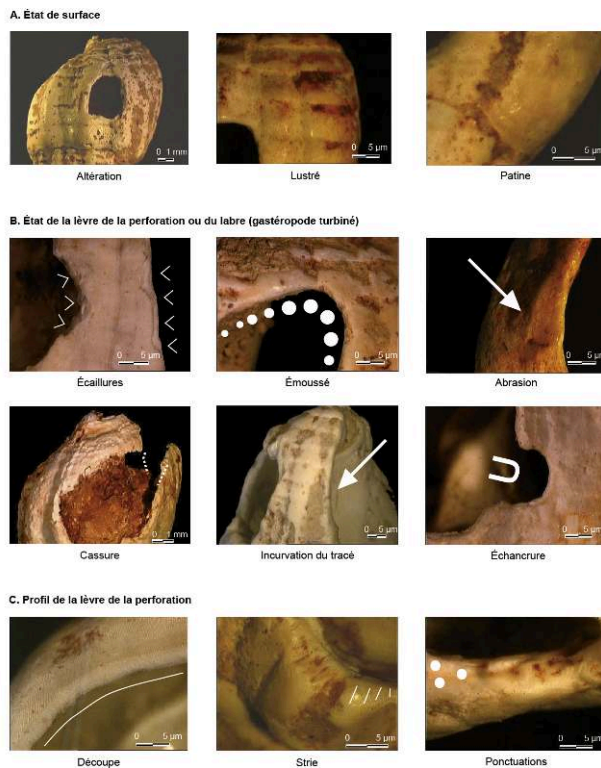 A. État de surface
0 1 mm
0 5 µm
0 5 µm
Altération
Lustré
Patine
B. État de la lèvre de la perforation ou du labre (gastéropode turbiné)
0 5 µm
0 5 µm
0 5 µm
Écaillures
Émoussé
Abrasion
0 1 mm
0 5 µm
0 5 µm
Cassure
Incurvation du tracé
Échancrure
C. Profil de la lèvre de la perforation
0 5 µm
0 5 µm
0 5 µm
Découpe
Strie
Ponctuations